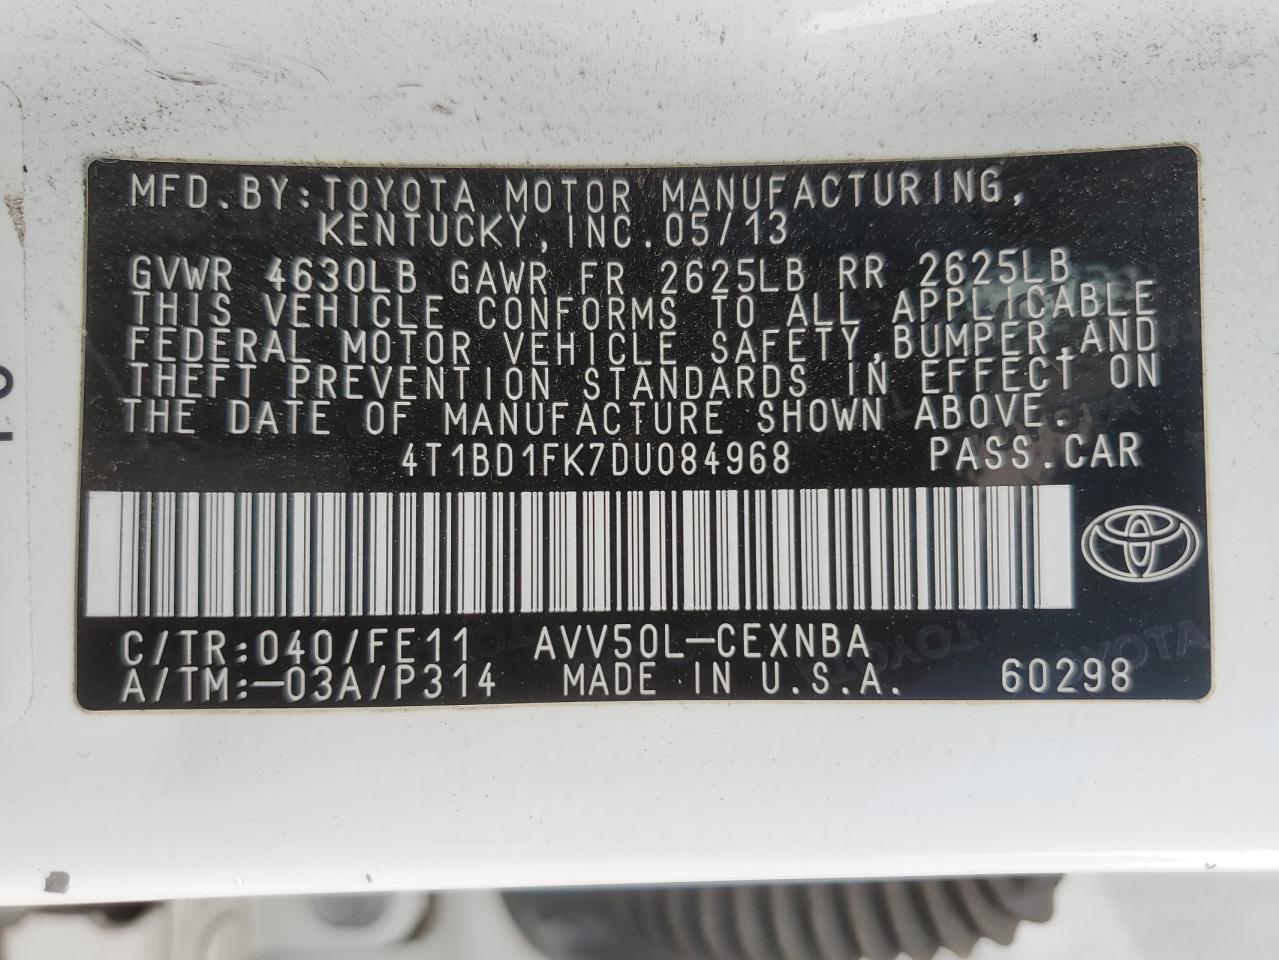 MFD.BY:TOYOTA MOTOR MANUFACTURING,
KENTUCKY,INC.05/13
GVWR 4630LB GAWR FR 2625LB RR 2625LB
THIS VEHICLE CONFORMS TO ALL APPLICABLE
FEDERAL MOTOR VEHICLE SAFETY,BUMPER,AND
THEFT PREVENTION STANDARDS IN EFFECT ON
THE DATE OF MANUFACTURE SHOWN ABOVE.
4T1BD1FK7DU084968 PASS.CAR
C/TR:040/FE11 AVV50L-CEXNBA
A/TM:-03A/P314 MADE IN U.S.A. 60298